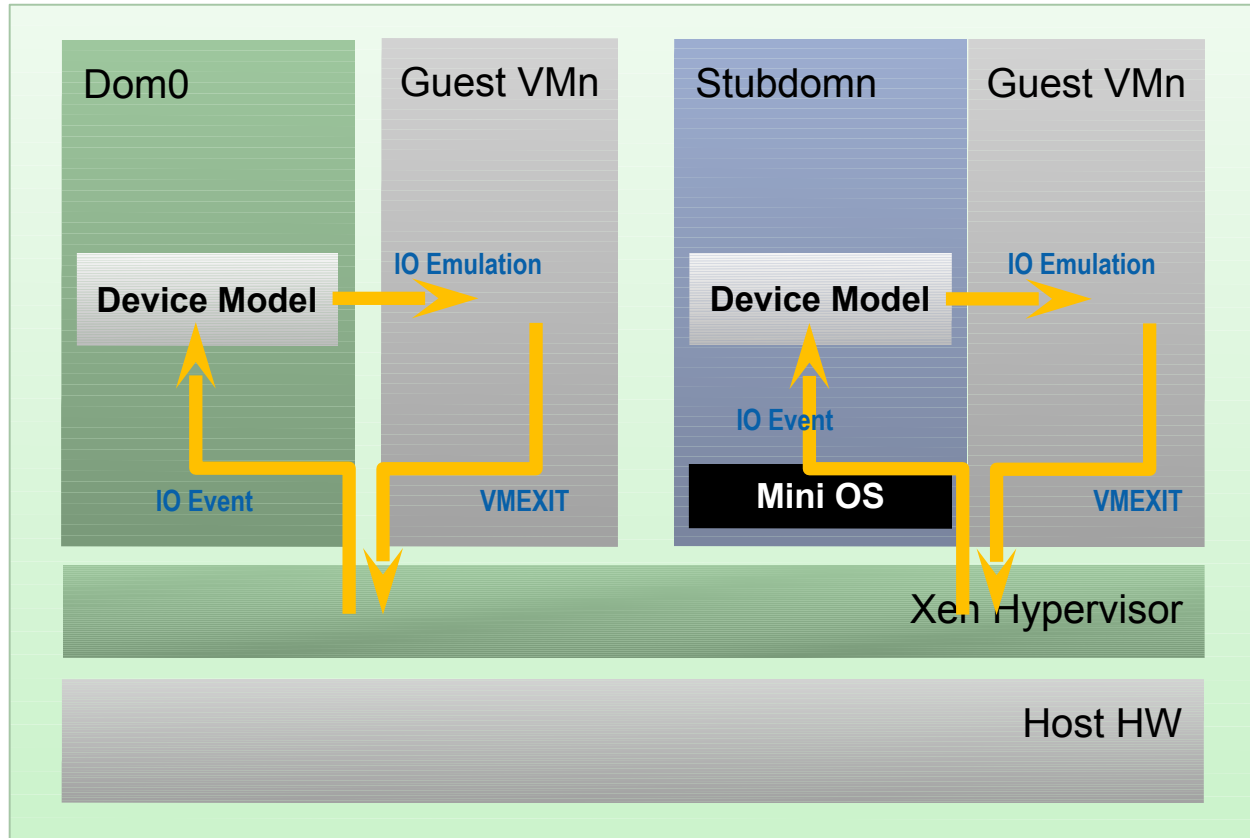 Dom0
Guest VMn
Stubdomn
Guest VMn
IO Emulation
IO Emulation
Device Model
Device Model
IO Event
Mini OS
IO Event
VMEXIT
VMEXIT
Xen Hypervisor
Host HW